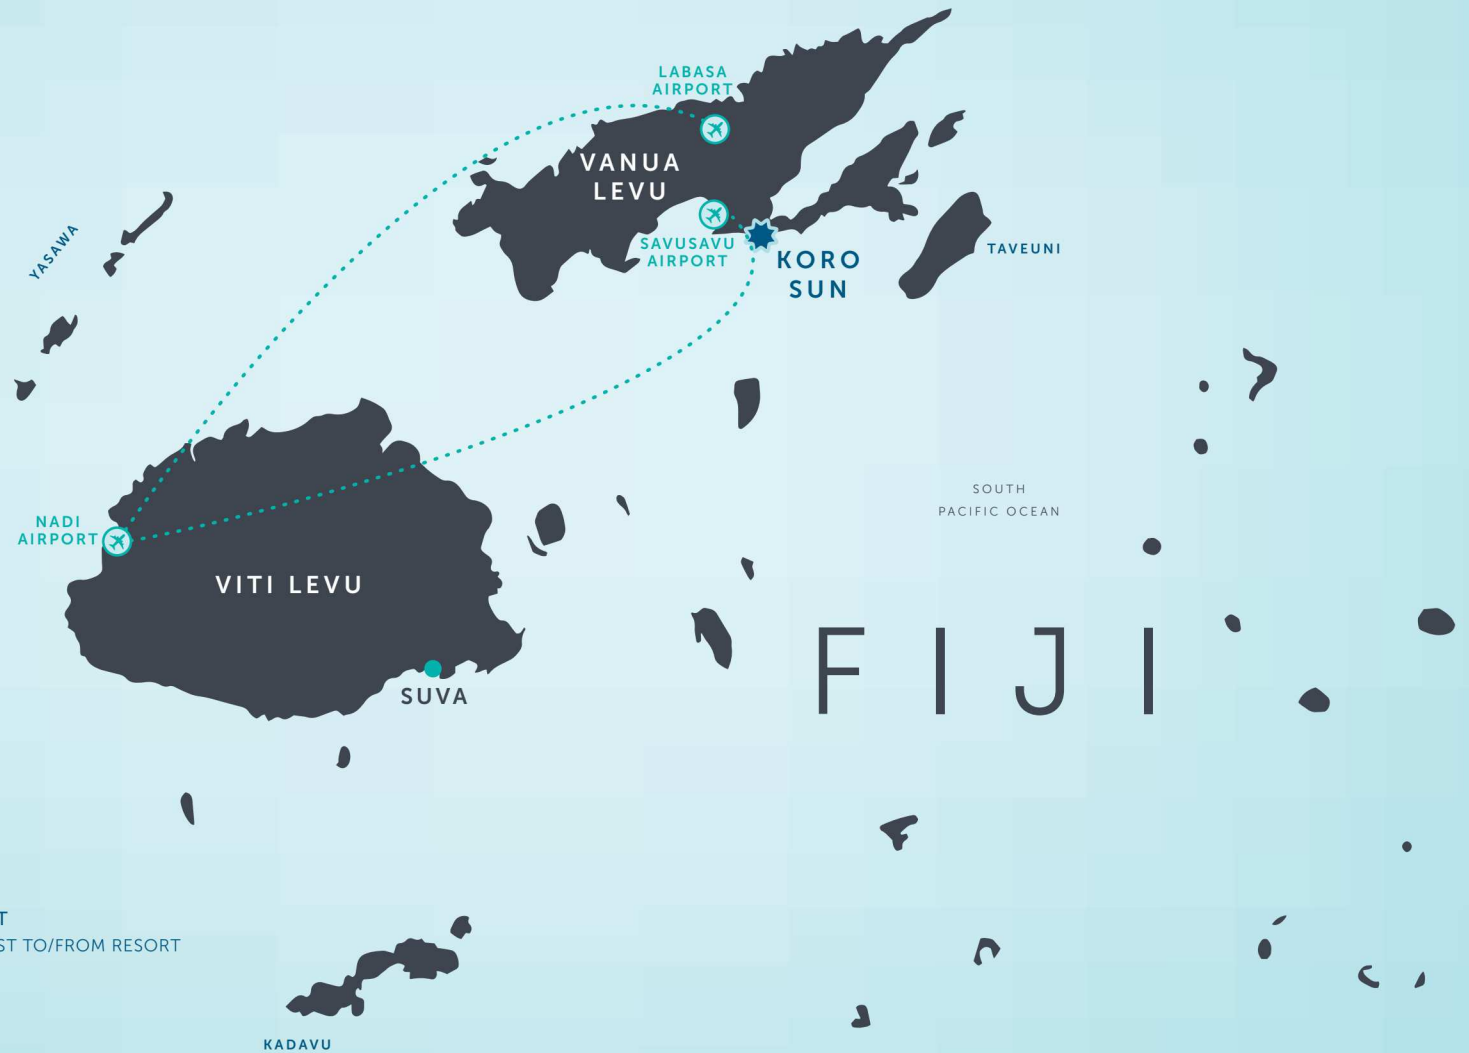 LABASA
AIRPORT
VANUA
LEVU
YASAWA
SAVUSAVU
AIRPORT
KORO
SUN
TAVEUNI
SOUTH
PACIFIC OCEAN
NADI
AIRPORT
VITI LEVU
FIJI
SUVA
TO/FROM RESORT
KADAVU